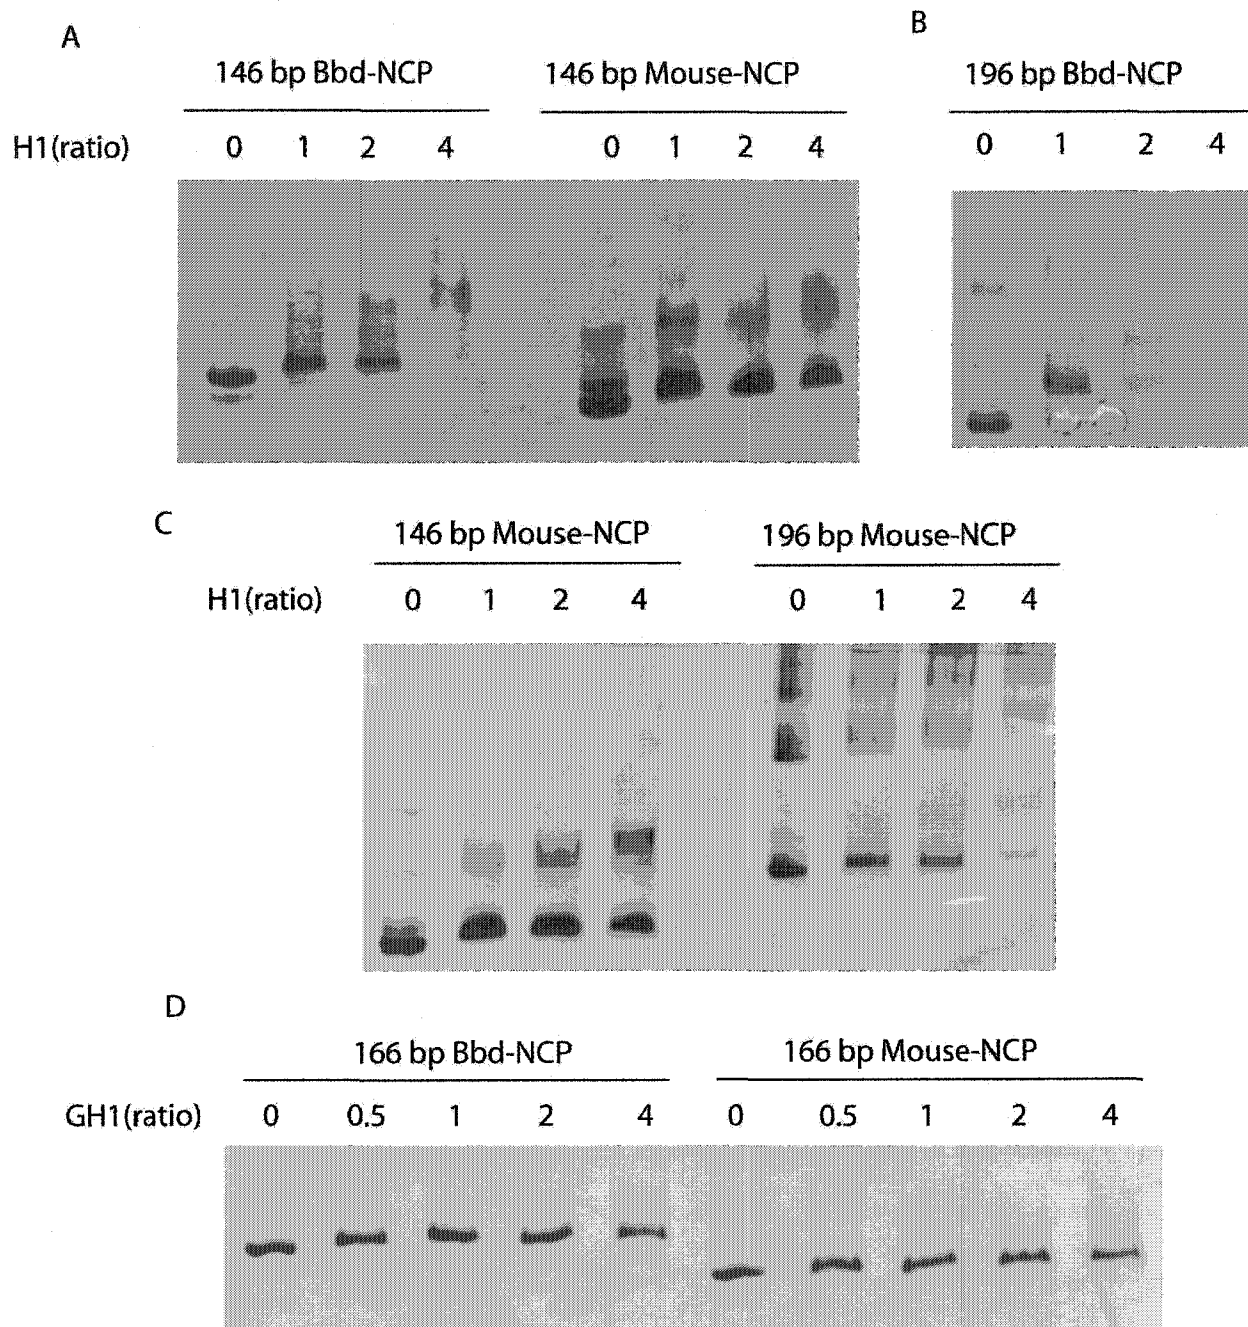 A
B
146 bp Bbd-NCP 146 bp Mouse-NCP 196 bp Bbd-NCP
H1(ratio) 0 1 2 4 0 1 2 4 0 1 2 4
C
146 bp Mouse-NCP 196 bp Mouse-NCP
H1(ratio) 0 1 2 4 0 1 2 4
D
166 bp Bbd-NCP 166 bp Mouse-NCP
GH1(ratio) 0 0.5 1 2 4 0 0.5 1 2 4